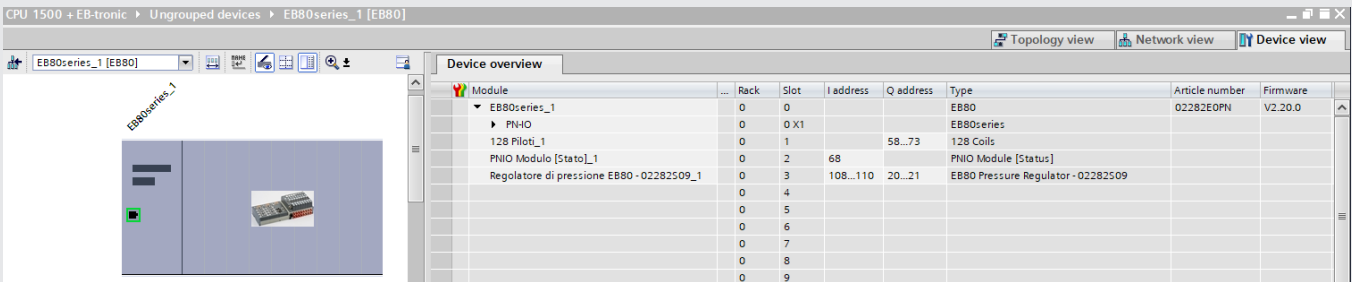 CPU 1500 + EB-tronic ▸ Ungrouped devices ▸ EB80series_1 [EB80]
Topology view Network view Device view
EB80series_1 [EB80]
Device overview
EB80series_1
Module ... Rack Slot I address Q address Type Article number Firmware
EB80series_1 0 0 EB80 02282E0PN V2.20.0
PN-IO 0 0 X1 EB80series
128 Piloti_1 0 1 58...73 128 Coils
PNIO Modulo [Stato]_1 0 2 68 PNIO Module [Status]
Regolatore di pressione EB80 - 02282S09_1 0 3 108...110 20...21 EB80 Pressure Regulator - 02282S09
0 4
0 5
0 6
0 7
0 8
0 9